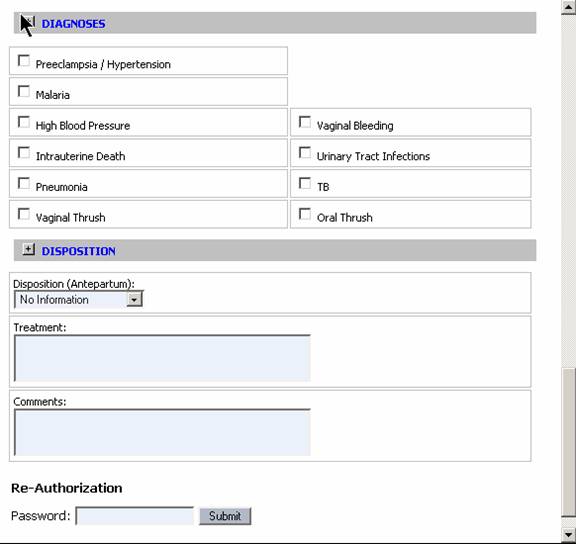 DIAGNOSES
Preeclampsia / Hypertension
Malaria
High Blood Pressure Vaginal Bleeding
Intrauterine Death Urinary Tract Infections
Pneumonia TB
Vaginal Thrush Oral Thrush
+ DISPOSITION
Disposition (Antepartum):
No Information
Treatment:
Comments:
Re-Authorization
Password: Submit